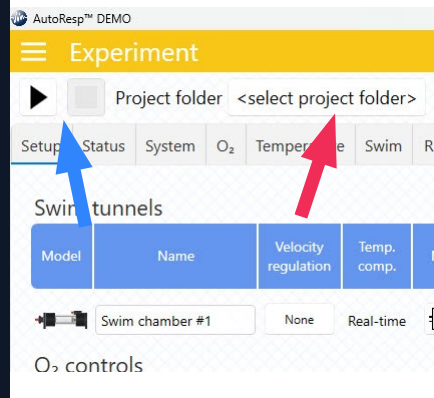 AutoResp™ DEMO
Experiment
Project folder <select project folder>
Setup Status System O₂ Temperature Swim R
Swim tunnels
Model Name Velocity regulation Temp. comp.
Swim chamber #1 None Real-time
O₂ controls